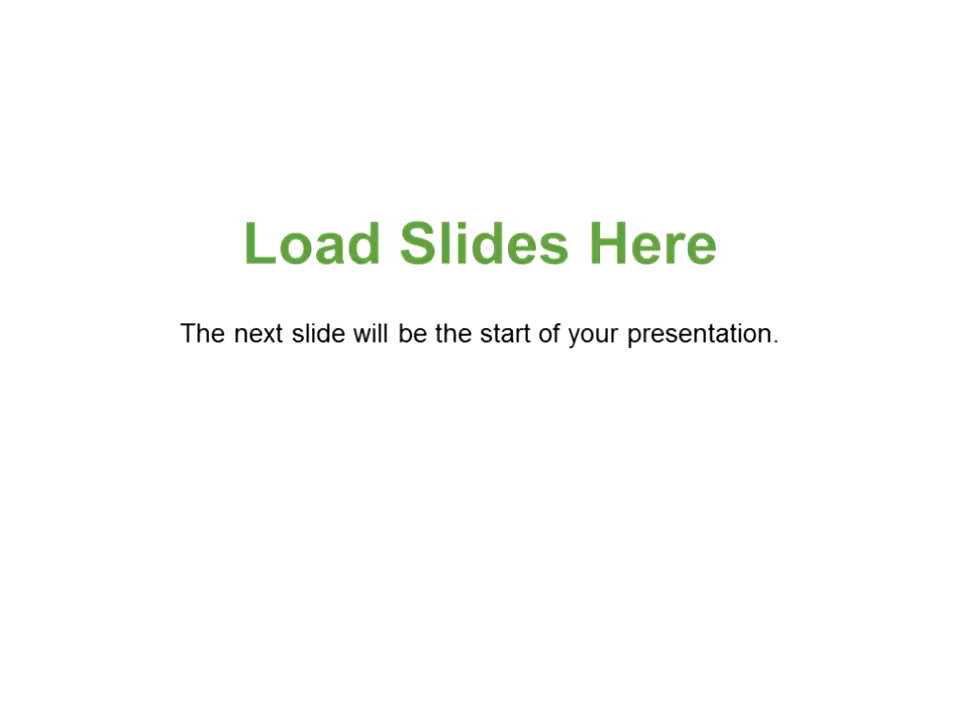 Load Slides Here
The next slide will be the start of your presentation.